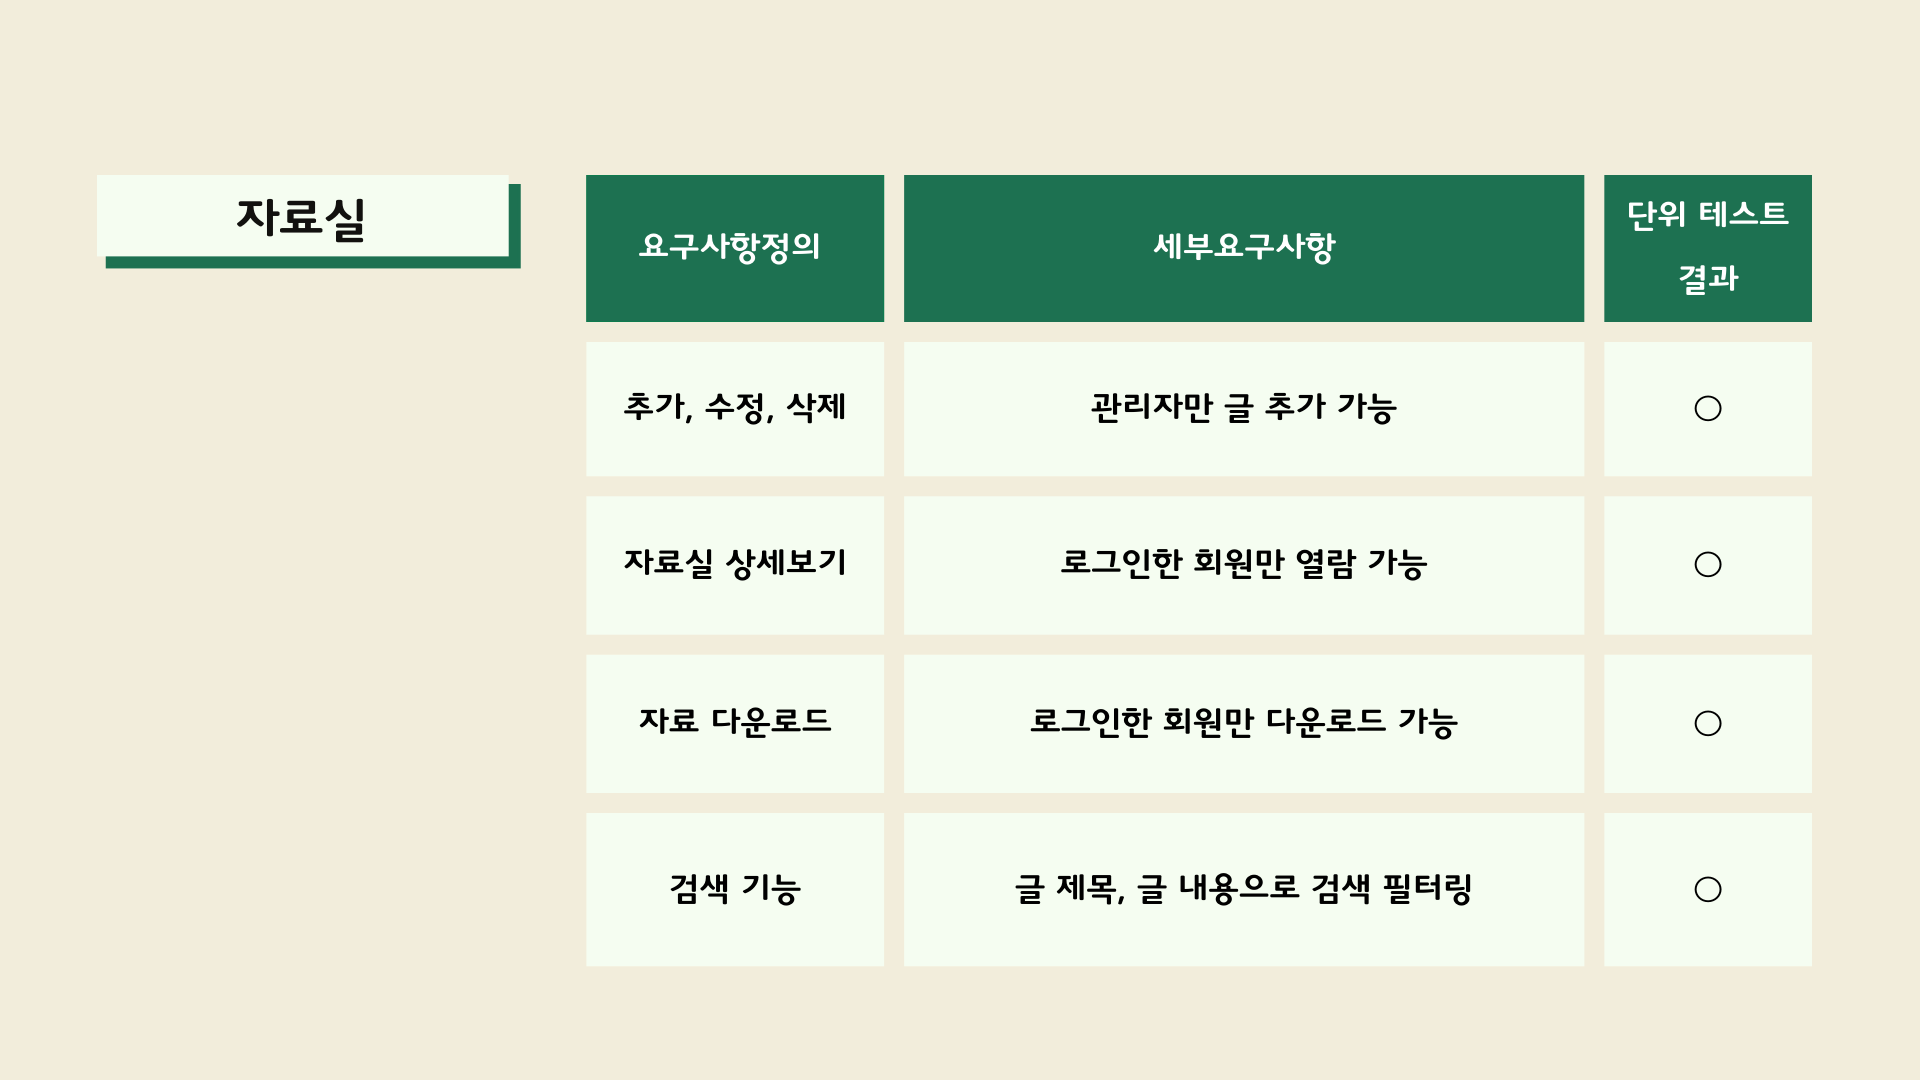 자료실
요구사항정의
세부요구사항
단위 테스트
결과
추가, 수정, 삭제
관리자만 글 추가 가능
○
자료실 상세보기
로그인한 회원만 열람 가능
○
자료 다운로드
로그인한 회원만 다운로드 가능
○
검색 기능
글 제목, 글 내용으로 검색 필터링
○